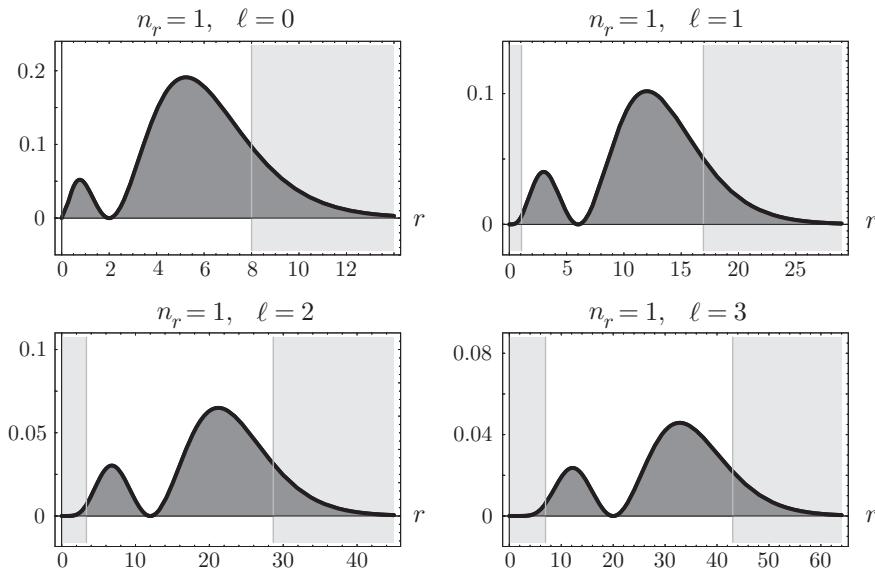 n_r = 1, ℓ = 0
0.2
0.1
0
0 2 4 6 8 10 12
r
n_r = 1, ℓ = 1
0.1
0
0 5 10 15 20 25
r
n_r = 1, ℓ = 2
0.1
0.05
0
0 10 20 30 40
r
n_r = 1, ℓ = 3
0.08
0.04
0
0 10 20 30 40 50 60
r